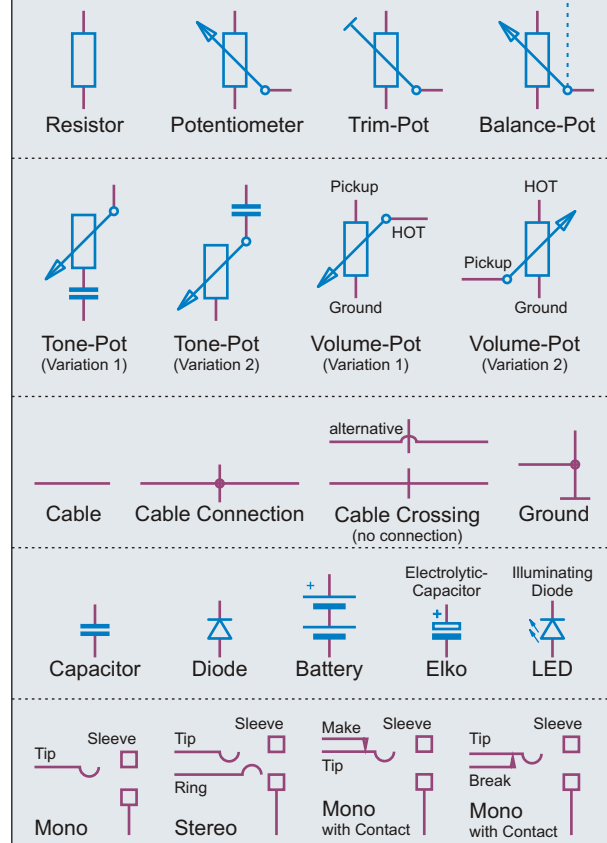 Resistor
Potentiometer
Trim-Pot
Balance-Pot
Pickup
HOT
Ground
HOT
Pickup
Ground
Tone-Pot
(Variation 1)
Tone-Pot
(Variation 2)
Volume-Pot
(Variation 1)
Volume-Pot
(Variation 2)
alternative
Cable
Cable Connection
Cable Crossing
(no connection)
Ground
+
Electrolytic-
Capacitor
+
Illuminating
Diode
Capacitor
Diode
Battery
Elko
LED
Sleeve
Tip
Mono
Sleeve
Tip
Ring
Stereo
Make
Sleeve
Tip
Mono
with Contact
Tip
Sleeve
Break
Mono
with Contact